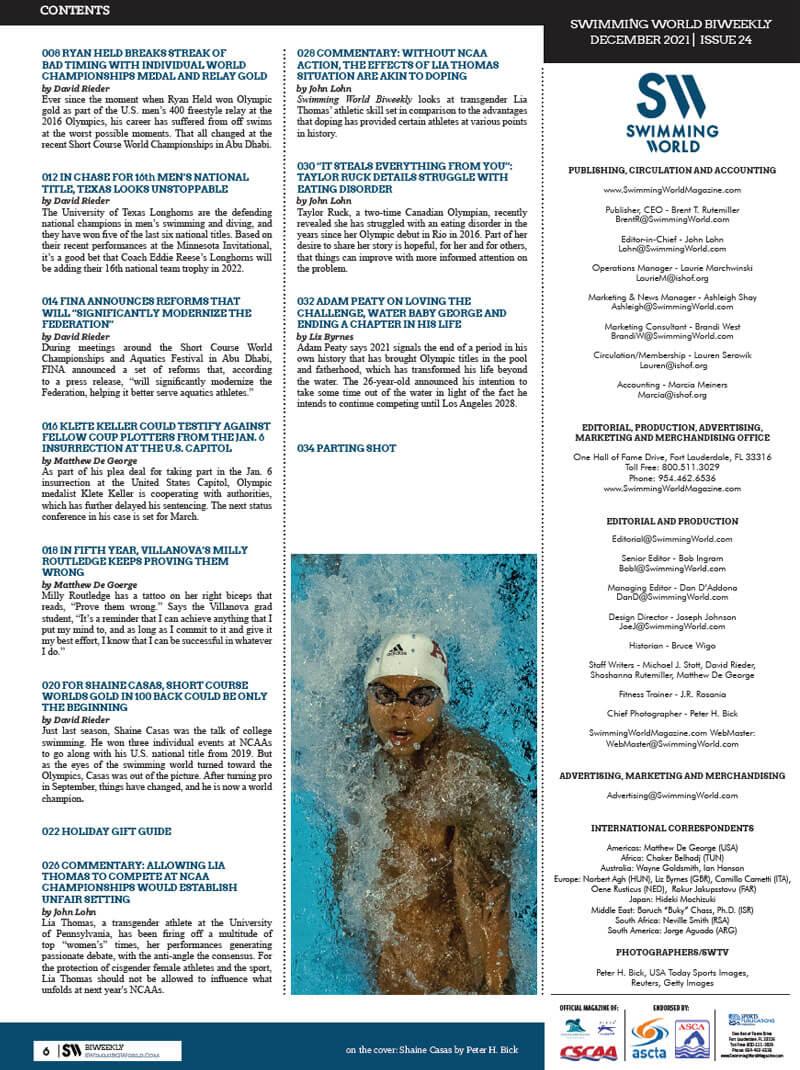 CONTENTS
008 RYAN HELD BREAKS STREAK OF
BAD TIMING WITH INDIVIDUAL WORLD
CHAMPIONSHIPS MEDAL AND RELAY GOLD
by David Rieder
Ever since the moment when Ryan Held won Olympic
gold as part of the U.S. men's 400 freestyle relay at the
2016 Olympics, his career has suffered from off swims
at the worst possible moments. That all changed at the
recent Short Course World Championships in Abu Dhabi.
012 IN CHASE FOR 16th MEN'S NATIONAL
TITLE, TEXAS LOOKS UNSTOPPABLE
by David Rieder
The University of Texas Longhorns are the defending
national champions in men's swimming and diving, and
they have won five of the last six national titles. Based on
their recent performances at the Minnesota Invitational,
it's a good bet that Coach Eddie Reese's Longhorns will
be adding their 16th national team trophy in 2022.
014 FINA ANNOUNCES REFORMS THAT
WILL "SIGNIFICANTLY MODERNIZE THE
FEDERATION"
by David Rieder
During meetings around the Short Course World
Championships and Aquatics Festival in Abu Dhabi,
FINA announced a set of reforms that, according
to a press release, "will significantly modernize the
Federation, helping it better serve aquatics athletes."
016 KLETE KELLER COULD TESTIFY AGAINST
FELLOW COUP PLOTTERS FROM THE JAN. 6
INSURRECTION AT THE U.S. CAPITOL
by Matthew De George
As part of his plea deal for taking part in the Jan. 6
insurrection at the United States Capitol, Olympic
medalist Klete Keller is cooperating with authorities,
which has further delayed his sentencing. The next status
conference in his case is set for March.
018 IN FIFTH YEAR, VILLANOVA'S MILLY
ROUTLEDGE KEEPS PROVING THEM
WRONG
by Matthew De Goerge
Milly Routledge has a tattoo on her right biceps that
reads, "Prove them wrong." Says the Villanova grad
student, "It's a reminder that I can achieve anything that I
put my mind to, and as long as I commit to it and give it
my best effort, I know that I can be successful in whatever
I do."
020 FOR SHAINE CASAS, SHORT COURSE
WORLDS GOLD IN 100 BACK COULD BE ONLY
THE BEGINNING
by David Rieder
Just last season, Shaine Casas was the talk of college
swimming. He won three individual events at NCAAs
to go along with his U.S. national title from 2019. But
as the eyes of the swimming world turned toward the
Olympics, Casas was out of the picture. After turning pro
in September, things have changed, and he is now a world
champion.
022 HOLIDAY GIFT GUIDE
026 COMMENTARY: ALLOWING LIA
THOMAS TO COMPETE AT NCAA
CHAMPIONSHIPS WOULD ESTABLISH
UNFAIR SETTING
by John Lohn
Lia Thomas, a transgender athlete at the University
of Pennsylvania, has been firing off a multitude of
top "women's" times, her performances generating
passionate debate, with the anti-angle the consensus. For
the protection of cisgender female athletes and the sport,
Lia Thomas should not be allowed to influence what
unfolds at next year's NCAAs.
028 COMMENTARY: WITHOUT NCAA
ACTION, THE EFFECTS OF LIA THOMAS
SITUATION ARE AKIN TO DOPING
by John Lohn
Swimming World Biweekly looks at transgender Lia
Thomas' athletic skill set in comparison to the advantages
that doping has provided certain athletes at various points
in history.
030 "IT STEALS EVERYTHING FROM YOU":
TAYLOR RUCK DETAILS STRUGGLE WITH
EATING DISORDER
by John Lohn
Taylor Ruck, a two-time Canadian Olympian, recently
revealed she has struggled with an eating disorder in the
years since her Olympic debut in Rio in 2016. Part of her
desire to share her story is hopeful, for her and for others,
that things can improve with more informed attention on
the problem.
032 ADAM PEATY ON LOVING THE
CHALLENGE, WATER BABY GEORGE AND
ENDING A CHAPTER IN HIS LIFE
by Liz Byrnes
Adam Peaty says 2021 signals the end of a period in his
own history that has brought Olympic titles in the pool
and fatherhood, which has transformed his life beyond
the water. The 26-year-old announced his intention to
take some time out of the water in light of the fact he
intends to continue competing until Los Angeles 2028.
034 PARTING SHOT
adidas
SWIMMING WORLD BIWEEKLY
DECEMBER 2021 | ISSUE 24
SW
SWIMMING
WORLD
PUBLISHING, CIRCULATION AND ACCOUNTING
www.SwimmingWorldMagazine.com
Publisher, CEO - Brent T. Rutemiller
BrentR@SwimmingWorld.com
Editor-in-Chief - John Lohn
Lohn@SwimmingWorld.com
Operations Manager - Laurie Marchwinski
LaurieM@ishof.org
Marketing & News Manager - Ashleigh Shay
Ashleigh@SwimmingWorld.com
Marketing Consultant - Brandi West
BrandiW@SwimmingWorld.com
Circulation/Membership - Lauren Serowik
Lauren@ishof.org
Accounting - Marcia Meiners
Marcia@ishof.org
EDITORIAL, PRODUCTION, ADVERTISING,
MARKETING AND MERCHANDISING OFFICE
One Hall of Fame Drive, Fort Lauderdale, FL 33316
Toll Free: 800.511.3029
Phone: 954.462.6536
www.SwimmingWorldMagazine.com
EDITORIAL AND PRODUCTION
Editorial@SwimmingWorld.com
Senior Editor - Bob Ingram
BobI@SwimmingWorld.com
Managing Editor - Dan D'Addona
DanD@SwimmingWorld.com
Design Director - Joseph Johnson
JoeJ@SwimmingWorld.com
Historian - Bruce Wigo
Staff Writers - Michael J. Stott, David Rieder,
Shoshanna Rutemiller, Matthew De George
Fitness Trainer - J.R. Rosania
Chief Photographer - Peter H. Bick
SwimmingWorldMagazine.com WebMaster:
WebMaster@SwimmingWorld.com
ADVERTISING, MARKETING AND MERCHANDISING
Advertising@SwimmingWorld.com
INTERNATIONAL CORRESPONDENTS
Americas: Matthew De George (USA)
Africa: Chaker Belhadj (TUN)
Australia: Wayne Goldsmith, Ian Hanson
Europe: Norbert Agh (HUN), Liz Byrnes (GBR), Camillo Cametti (ITA),
Oene Rusticus (NED), Rokur Jakupsstovu (FAR)
Japan: Hideki Mochizuki
Middle East: Baruch "Buky" Chass, Ph.D. (ISR)
South Africa: Neville Smith (RSA)
South America: Jorge Aguado (ARG)
PHOTOGRAPHERS/SWTV
Peter H. Bick, USA Today Sports Images,
Reuters, Getty Images
OFFICIAL MAGAZINE OF:
CSCAA
ENDORSED BY:
ascta
ASCA
SPORTS
PUBLICATIONS
One Hall of Fame Drive
Fort Lauderdale, FL 33316
www.SwimmingWorldMagazine.com
6 | SW BIWEEKLY
SWIMMINGWORLD.COM
on the cover: Shaine Casas by Peter H. Bick